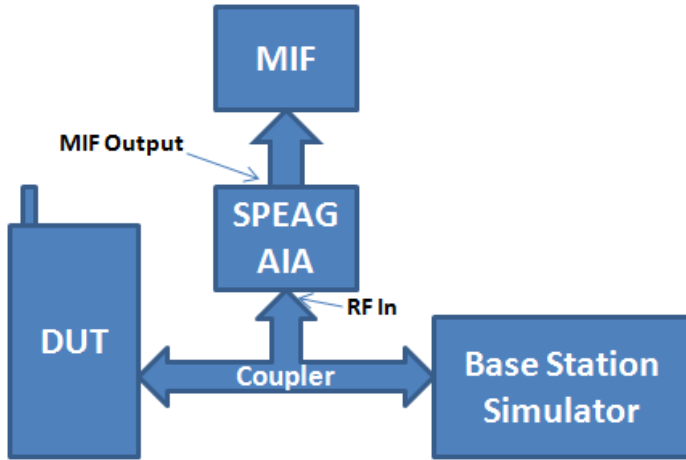 MIF
MIF Output
SPEAG
AIA
RF In
DUT
Coupler
Base Station
Simulator